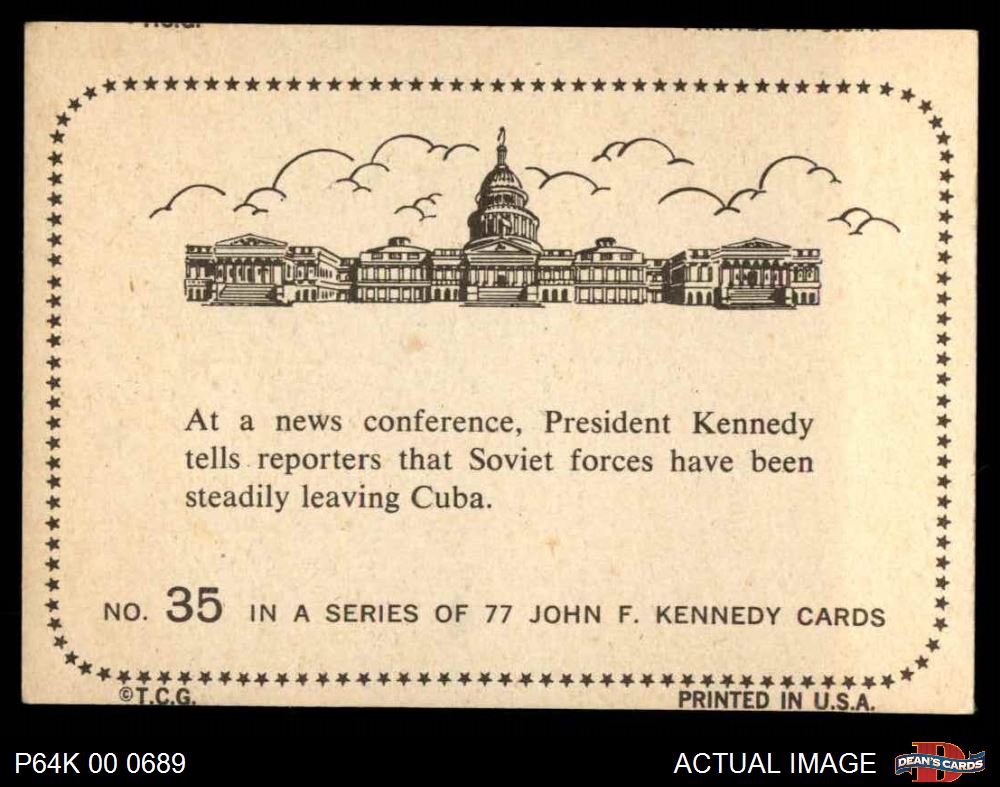 At a news conference, President Kennedy
tells reporters that Soviet forces have been
steadily leaving Cuba.
NO. 35 IN A SERIES OF 77 JOHN F. KENNEDY CARDS
©T.C.G. PRINTED IN U.S.A.
P64K 00 0689 ACTUAL IMAGE DEAN'S CARDS